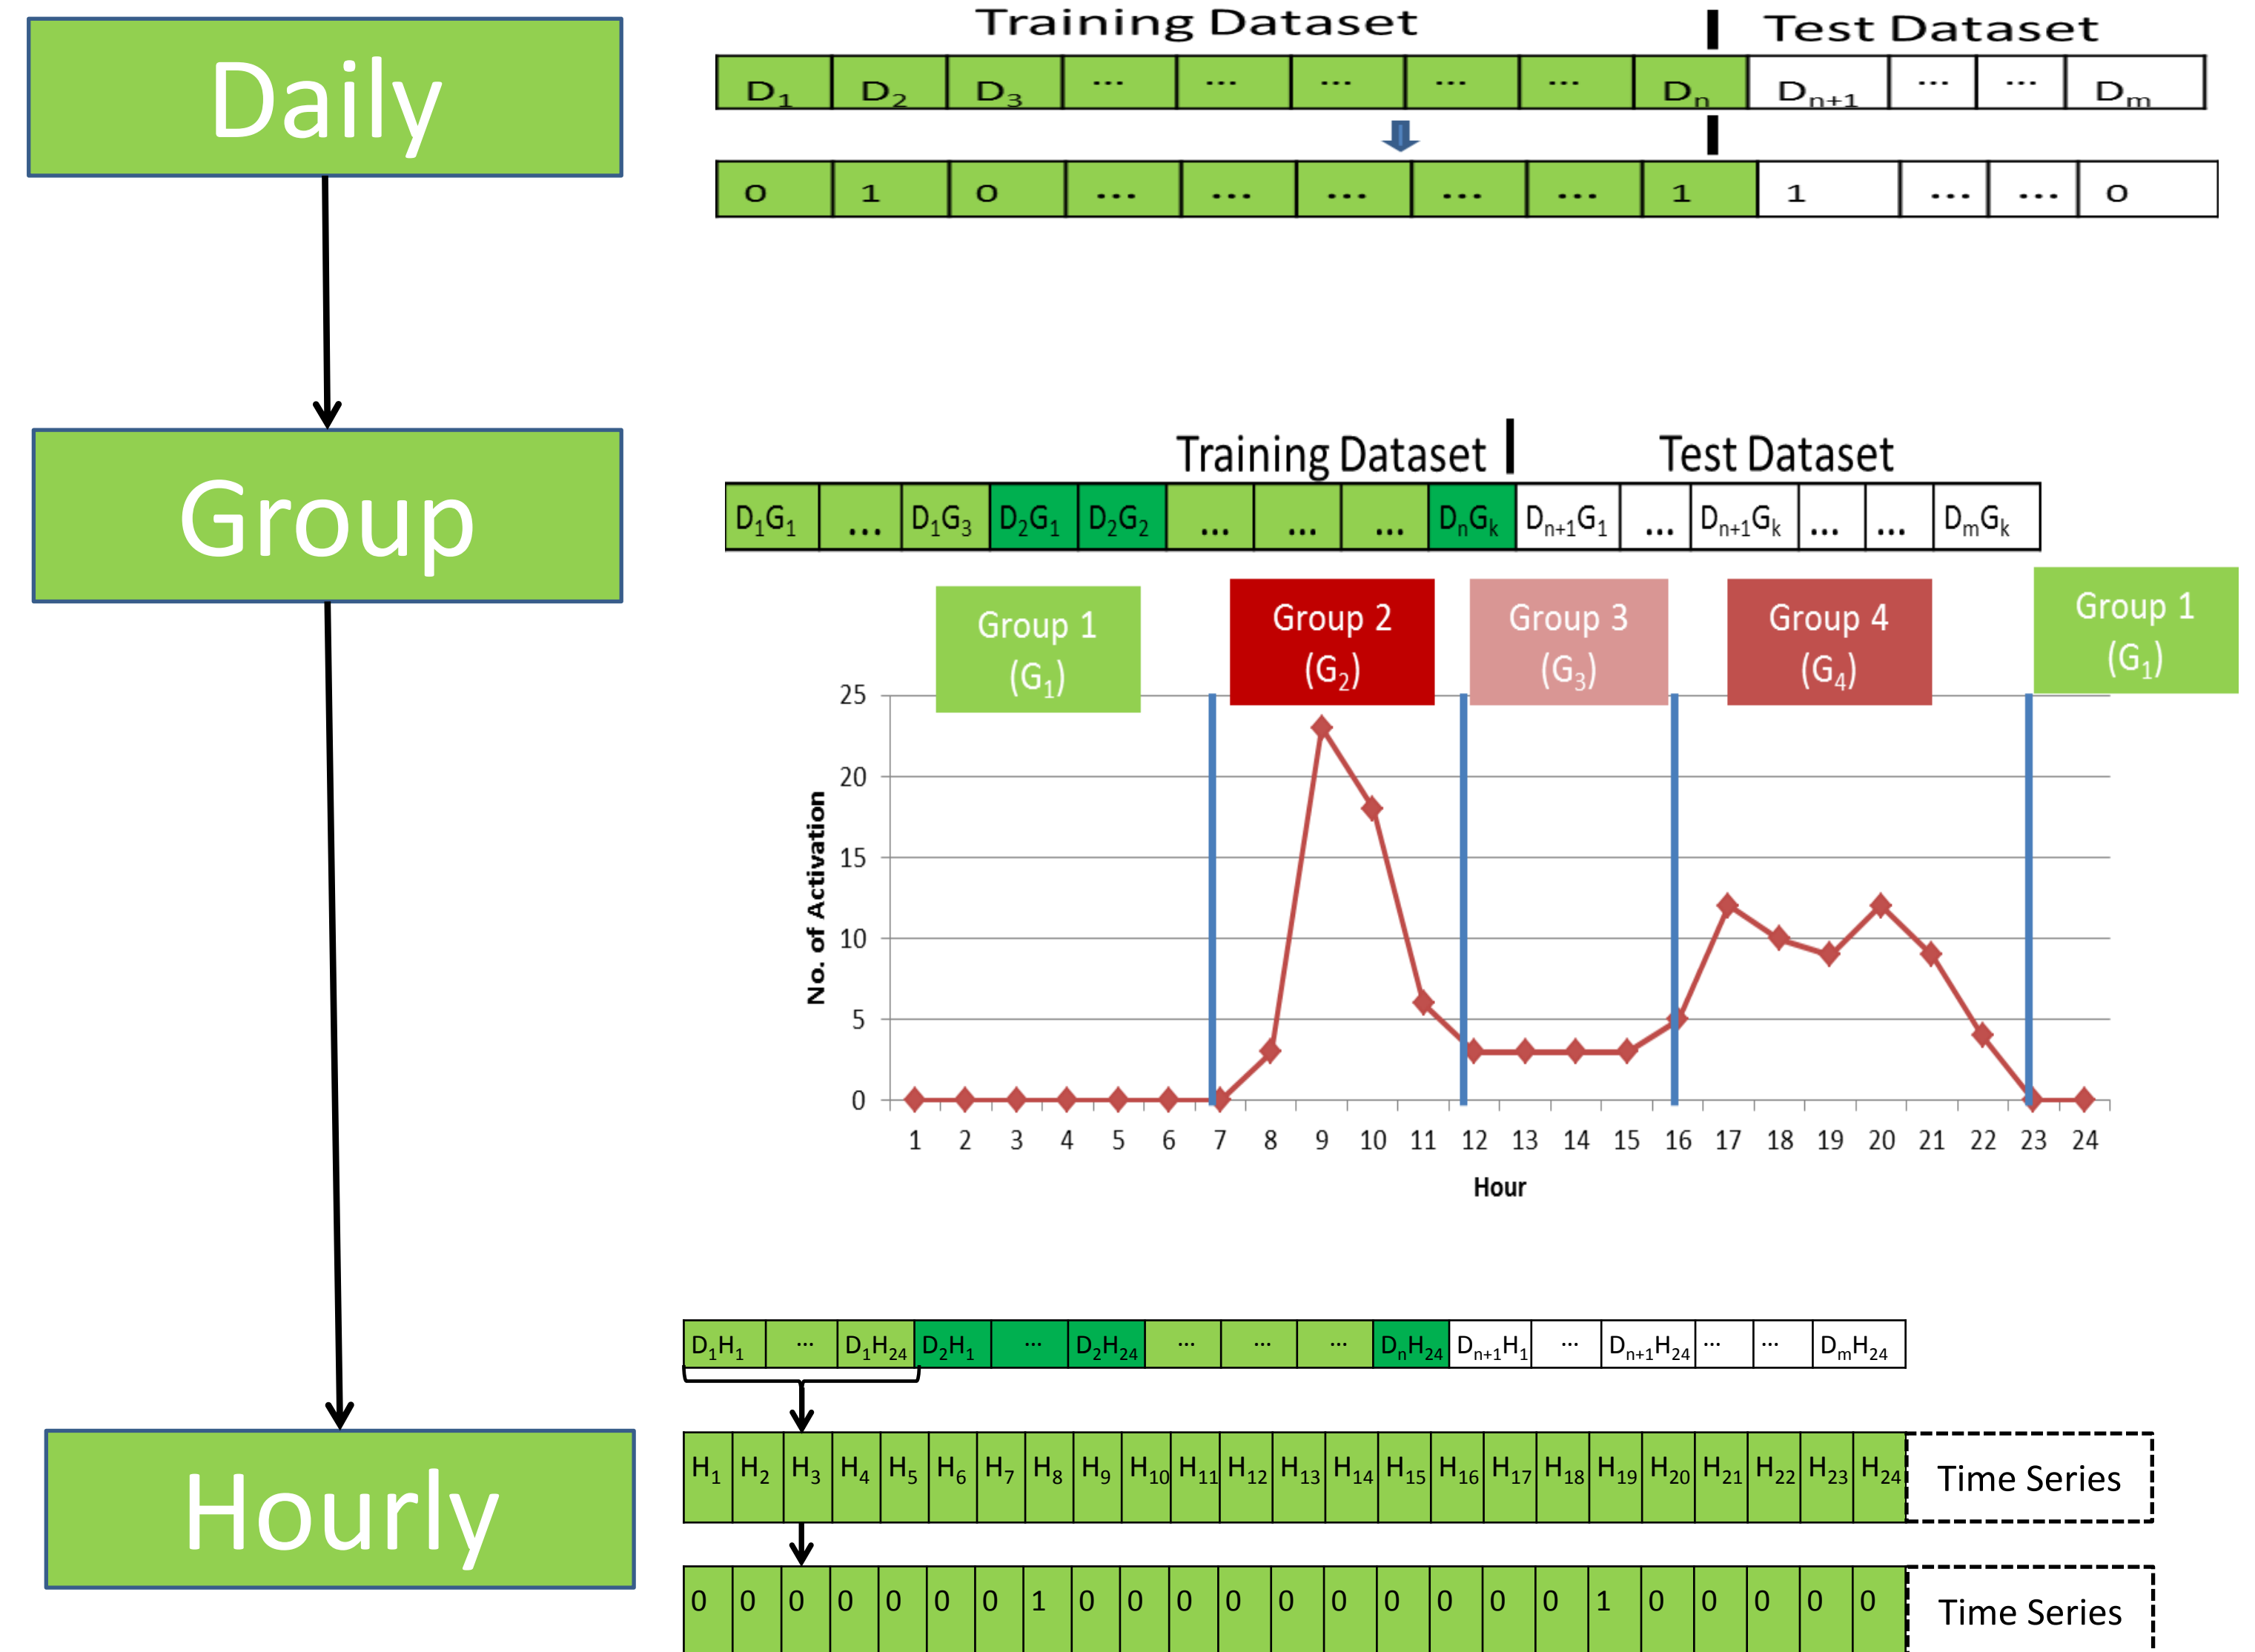 Daily
Training Dataset Test Dataset
D1 D2 D3 ... ... ... ... ... Dn Dn+1 ... ... Dm
0 1 0 ... ... ... ... ... 1 1 ... ... 0
Group
Training Dataset Test Dataset
D1G1 ... D1G3 D2G1 D2G2 ... ... ... DnGk Dn+1G1 ... Dn+1Gk ... ... DmGk
Group 1
(G1)
Group 2
(G2)
Group 3
(G3)
Group 4
(G4)
Group 1
(G1)
No. of Activation
25
20
15
10
5
0
1 2 3 4 5 6 7 8 9 10 11 12 13 14 15 16 17 18 19 20 21 22 23 24
Hour
Hourly
D1H1 ... D1H24 D2H1 ... D2H24 ... ... ... DnH24 Dn+1H1 ... Dn+1H24 ... ... DmH24
H1 H2 H3 H4 H5 H6 H7 H8 H9 H10 H11 H12 H13 H14 H15 H16 H17 H18 H19 H20 H21 H22 H23 H24 Time Series
0 0 0 0 0 0 0 1 0 0 0 0 0 0 0 0 0 0 1 0 0 0 0 0 Time Series